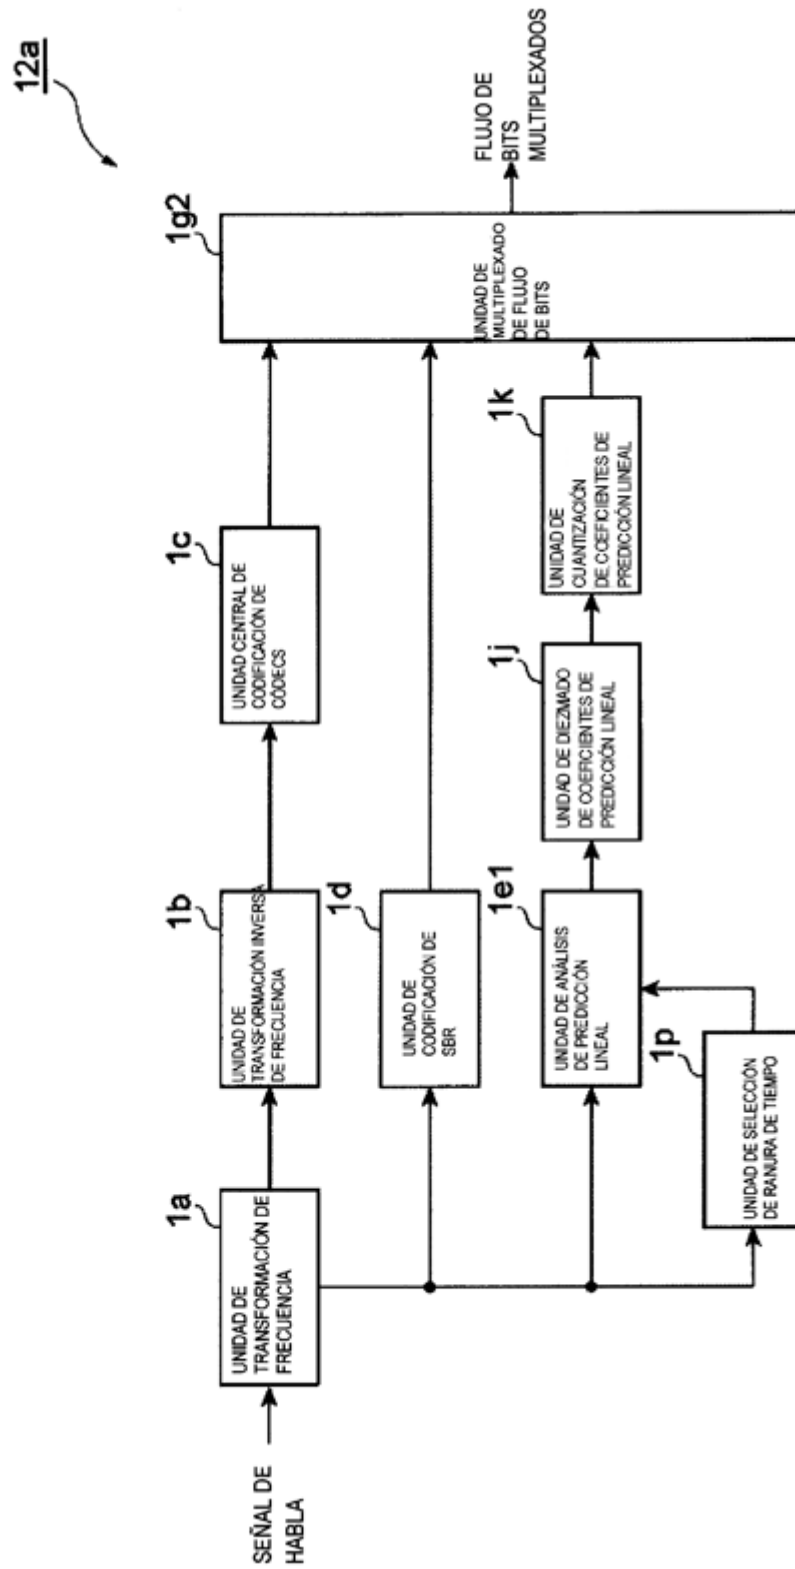 12a
SEÑAL DE
HABLA
1a
UNIDAD DE
TRANSFORMACIÓN DE
FRECUENCIA
1b
UNIDAD DE
TRANSFORMACIÓN INVERSA
DE FRECUENCIA
1c
UNIDAD CENTRAL DE
CODIFICACIÓN DE
CÓDECS
1g2
UNIDAD DE
MULTIPLEXADO
DE FLUJO
DE BITS
FLUJO DE
BITS
MULTIPLEXADOS
1d
UNIDAD DE
CODIFICACIÓN DE
SBR
1e1
UNIDAD DE ANÁLISIS
DE PREDICCIÓN
LINEAL
1j
UNIDAD DE DIEZMADO
DE COEFICIENTES DE
PREDICCIÓN LINEAL
1k
UNIDAD DE
CUANTIZACIÓN
DE COEFICIENTES DE
PREDICCIÓN LINEAL
1p
UNIDAD DE SELECCIÓN
DE RANURA DE TIEMPO